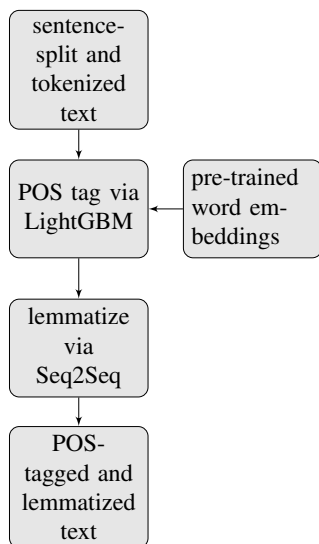 sentence-
split and
tokenized
text
POS tag via
LightGBM
pre-trained
word em-
beddings
lemmatize
via
Seq2Seq
POS-
tagged and
lemmatized
text